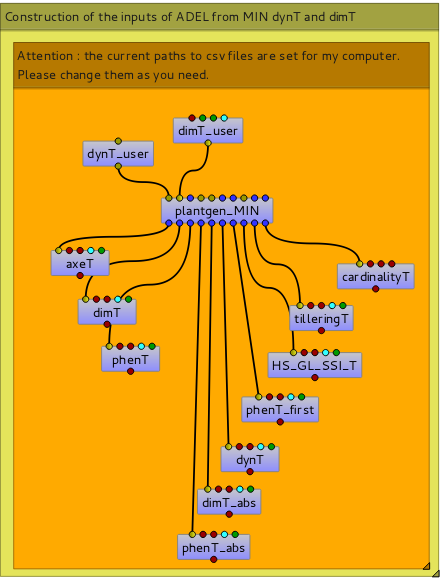 Construction of the inputs of ADEL from MIN dynT and dimT
Attention : the current paths to csv files are set for my computer.
Please change them as you need.
dimT_user
dynT_user
plantgen_MIN
axeT
cardinalityT
dimT
tilleringT
phenT
HS_GL_SSI_T
phenT_first
dynT
dimT_abs
phenT_abs